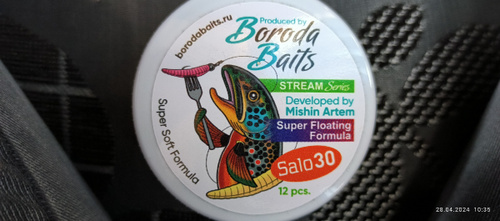 borodabaits.ru
Produced by
Boroda
Baits
STREAM Series
Developed by
Mishin Artem
Super Floating
Formula
Salo30
12 pcs.
Super Soft Formula
28.04.2024 10:35